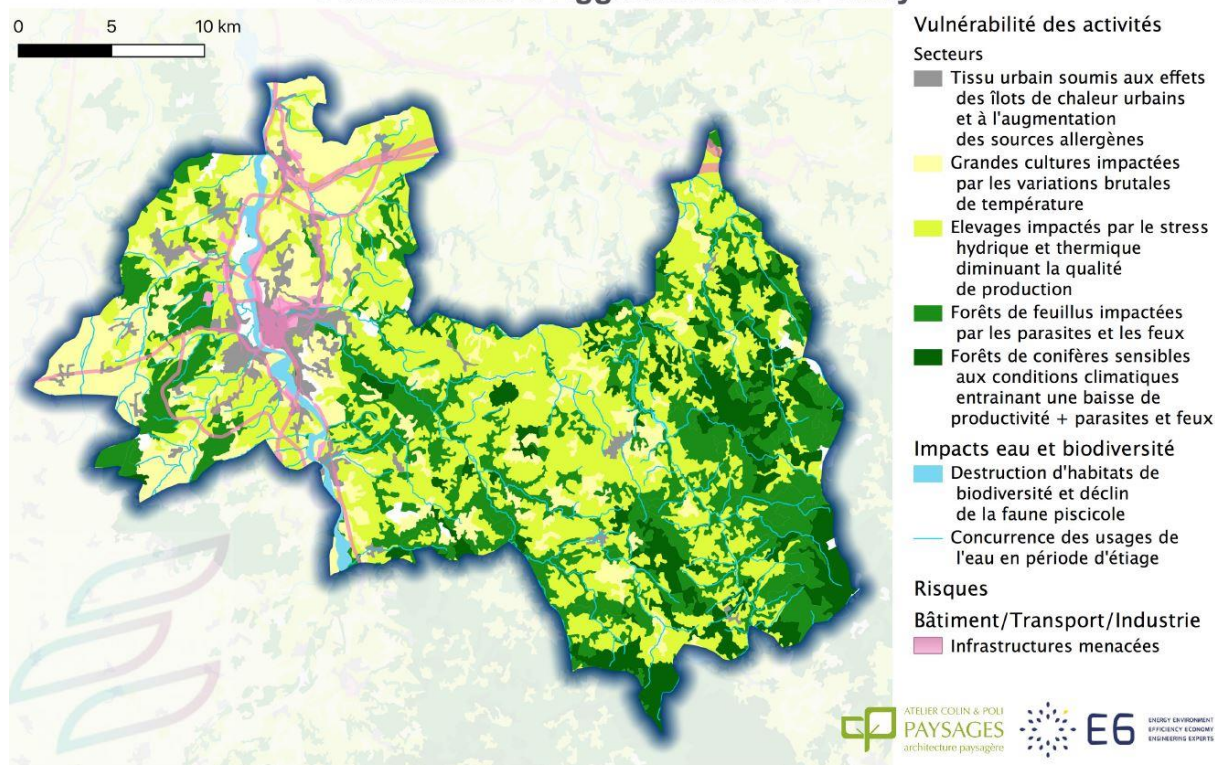 0 5 10 km
Vulnérabilité des activités
Secteurs
Tissu urbain soumis aux effets
des îlots de chaleur urbains
et à l'augmentation
des sources allergènes
Grandes cultures impactées
par les variations brutales
de température
Elevages impactés par le stress
hydrique et thermique
diminuant la qualité
de production
Forêts de feuillus impactées
par les parasites et les feux
Forêts de conifères sensibles
aux conditions climatiques
entrainant une baisse de
productivité + parasites et feux
Impacts eau et biodiversité
Destruction d'habitats de
biodiversité et déclin
de la faune piscicole
Concurrence des usages de
l'eau en période d'étiage
Risques
Bâtiment/Transport/Industrie
Infrastructures menacées
ATELIER COLIN & POLI
PAYSAGES
architecture paysagère
E6
ENERGY ENVIRONMENT
EFFICIENCY ECONOMY
ENGINEERING EXPERTS